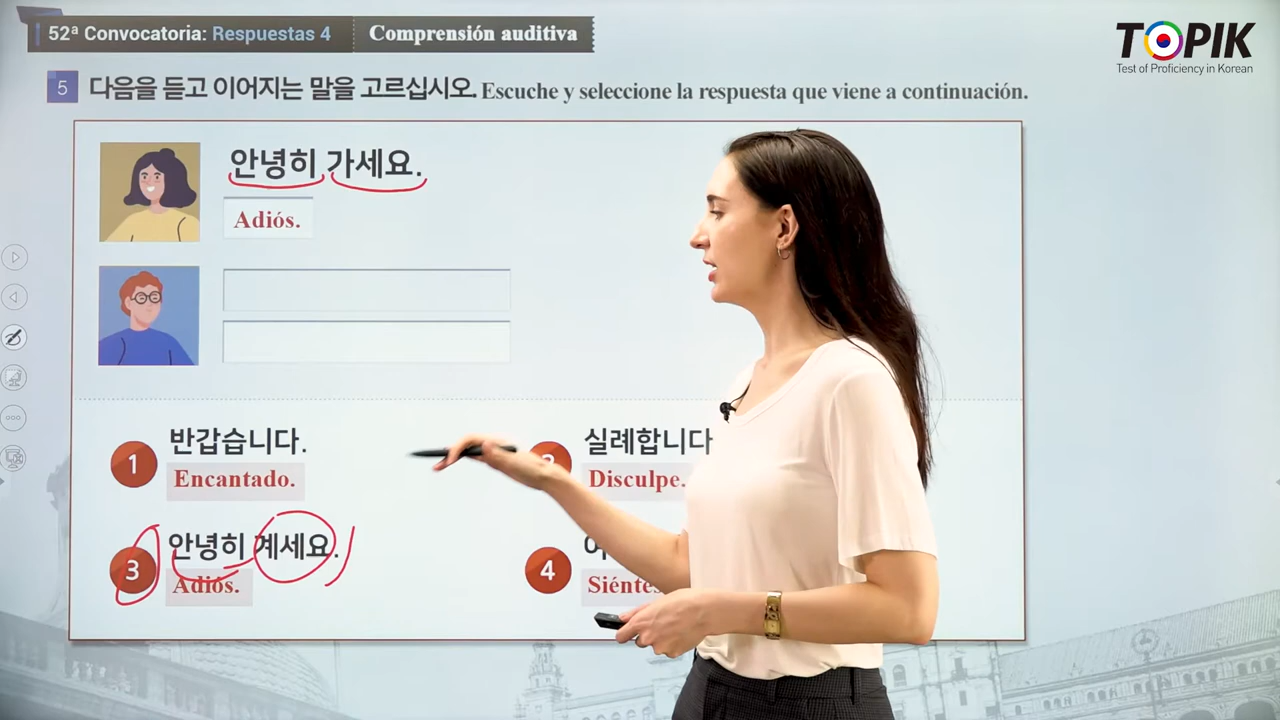 52ª Convocatoria: Respuestas 4
Comprensión auditiva
TOPIK
Test of Proficiency in Korean
5 다음을 듣고 이어지는 말을 고르십시오. Escuche y seleccione la respuesta que viene a continuación.
안녕히 가세요.
Adiós.
1 반갑습니다.
Encantado.
실례합니다
Disculpe.
3 안녕히 계세요.
Adiós.
4